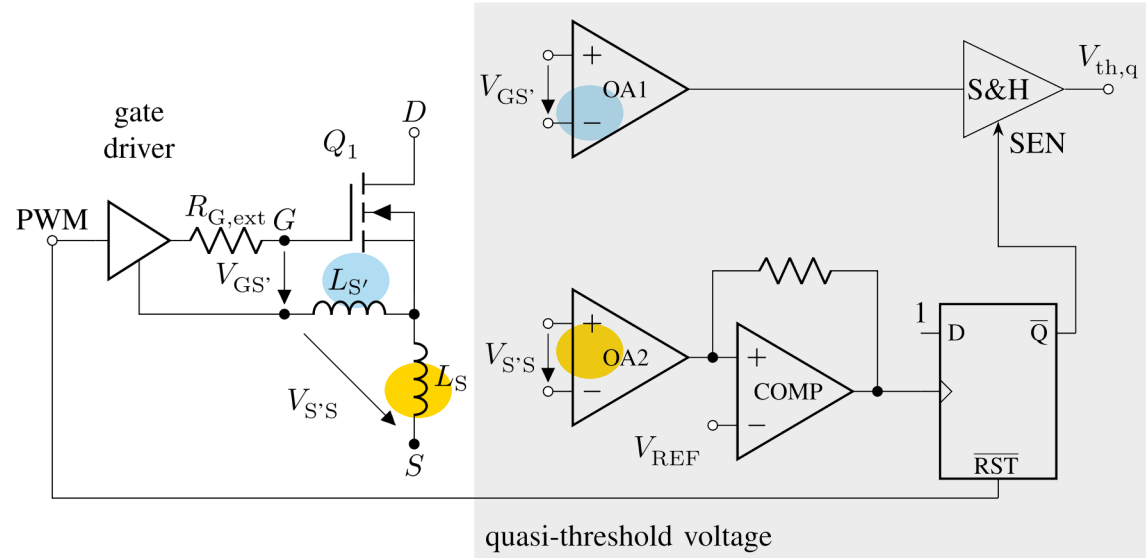 gate
driver
PWM
R_G,ext
G
Q_1
D
V_GS'
L_S'
V_S'S
L_S
S
V_GS'
+
−
OA1
S&H
V_th,q
SEN
V_S'S
+
−
OA2
+
−
COMP
V_REF
1
D
Q̅
R̅S̅T̅
quasi-threshold voltage